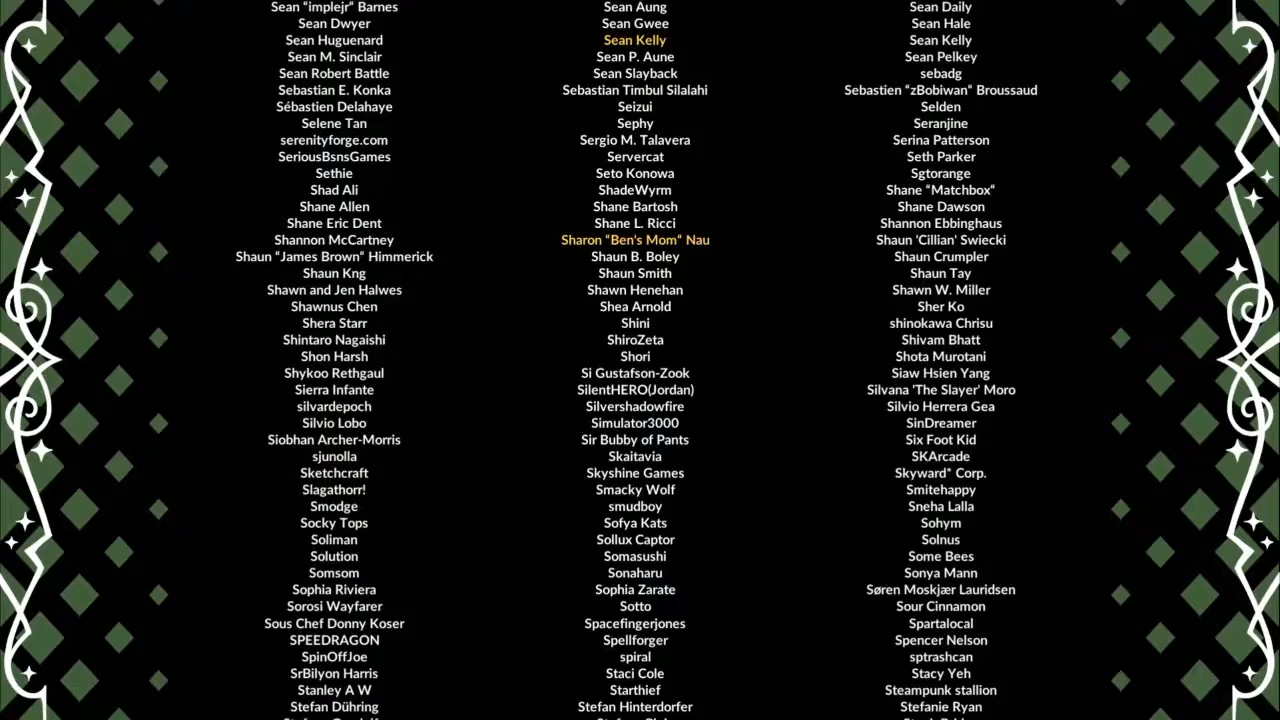 Sean “implejr“ Barnes
Sean Aung
Sean Daily
Sean Dwyer
Sean Gwee
Sean Hale
Sean Huguenard
Sean Kelly
Sean Kelly
Sean M. Sinclair
Sean P. Aune
Sean Pelkey
Sean Robert Battle
Sean Slayback
sebadg
Sebastian E. Konka
Sebastian Timbul Silalahi
Sebastien “zBobiwan“ Broussaud
Sébastien Delahaye
Seizui
Selden
Selene Tan
Sephy
Seranjine
serenityforge.com
Sergio M. Talavera
Serina Patterson
SeriousBsnsGames
Servercat
Seth Parker
Sethie
Seto Konowa
Sgtorange
Shad Ali
ShadeWyrm
Shane “Matchbox“
Shane Allen
Shane Bartosh
Shane Dawson
Shane Eric Dent
Shane L. Ricci
Shannon Ebbinghaus
Shannon McCartney
Sharon “Ben's Mom“ Nau
Shaun 'Cillian' Swiecki
Shaun “James Brown“ Himmerick
Shaun B. Boley
Shaun Crumpler
Shaun Kng
Shaun Smith
Shaun Tay
Shawn and Jen Halwes
Shawn Henehan
Shawn W. Miller
Shawnus Chen
Shea Arnold
Sher Ko
Shera Starr
Shini
shinokawa Chrisu
Shintaro Nagaishi
ShiroZeta
Shivam Bhatt
Shon Harsh
Shori
Shota Murotani
Shykoo Rethgaul
Si Gustafson-Zook
Siaw Hsien Yang
Sierra Infante
SilentHERO(Jordan)
Silvana 'The Slayer' Moro
silvardepoch
Silvershadowfire
Silvio Herrera Gea
Silvio Lobo
Simulator3000
SinDreamer
Siobhan Archer-Morris
Sir Bubby of Pants
Six Foot Kid
sjunolla
Skaitavia
SKArcade
Sketchcraft
Skyshine Games
Skyward* Corp.
Slagathorr!
Smacky Wolf
Smitehappy
Smodge
smudboy
Sneha Lalla
Socky Tops
Sofya Kats
Sohym
Soliman
Sollux Captor
Solnus
Solution
Somasushi
Some Bees
Somsom
Sonaharu
Sonya Mann
Sophia Riviera
Sophia Zarate
Søren Moskjær Lauridsen
Sorosi Wayfarer
Sotto
Sour Cinnamon
Sous Chef Donny Koser
Spacefingerjones
Spartalocal
SPEEDRAGON
Spellforger
Spencer Nelson
SpinOffJoe
spiral
sptrashcan
SrBilyon Harris
Staci Cole
Stacy Yeh
Stanley A W
Starthief
Steampunk stallion
Stefan Dühring
Stefan Hinterdorfer
Stefanie Ryan